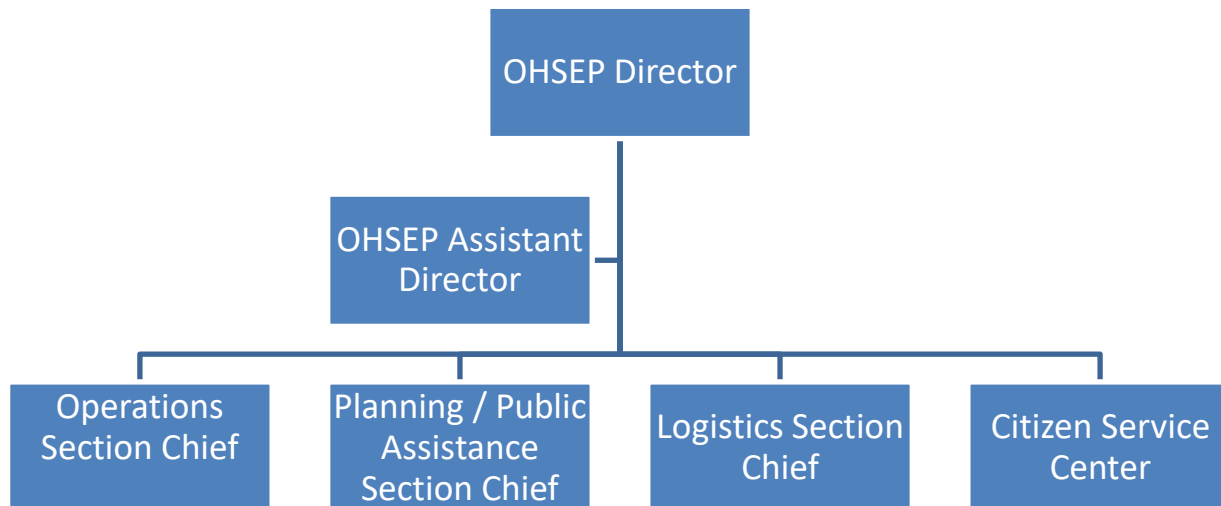 OHSEP Director
OHSEP Assistant
Director
Operations
Section Chief
Planning / Public
Assistance
Section Chief
Logistics Section
Chief
Citizen Service
Center